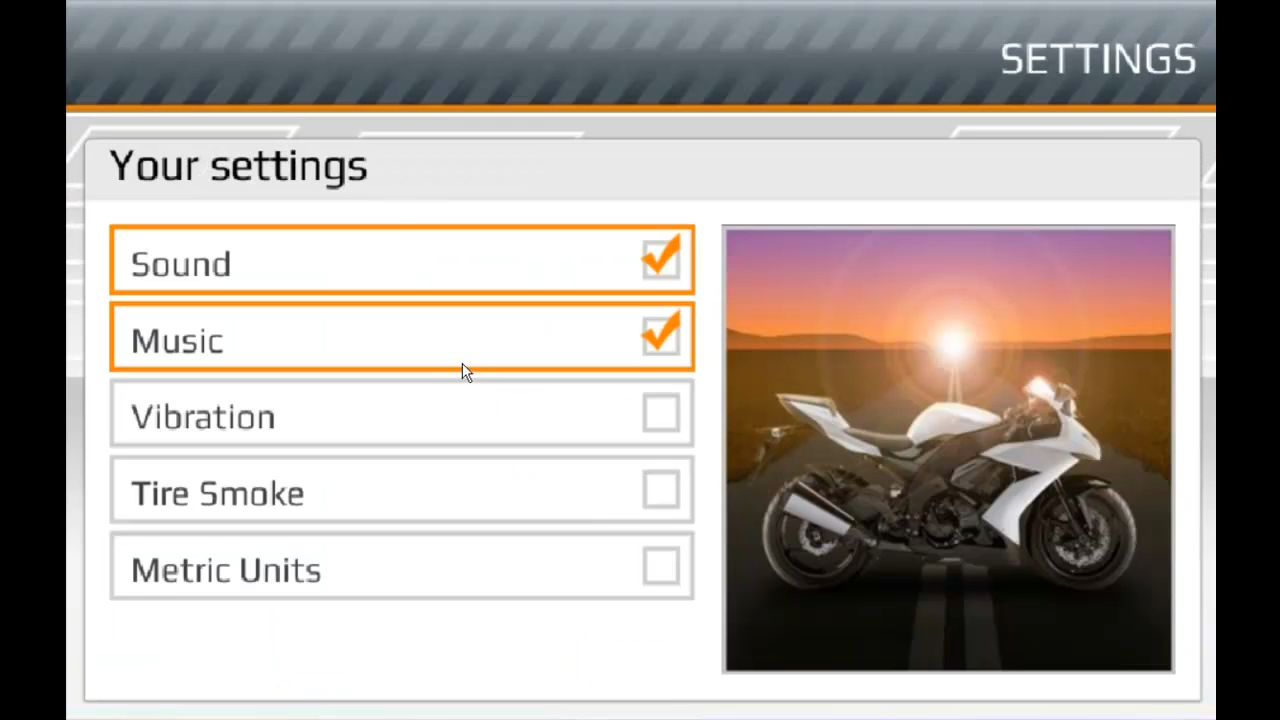 SETTINGS
Your settings
Sound
Music
Vibration
Tire Smoke
Metric Units